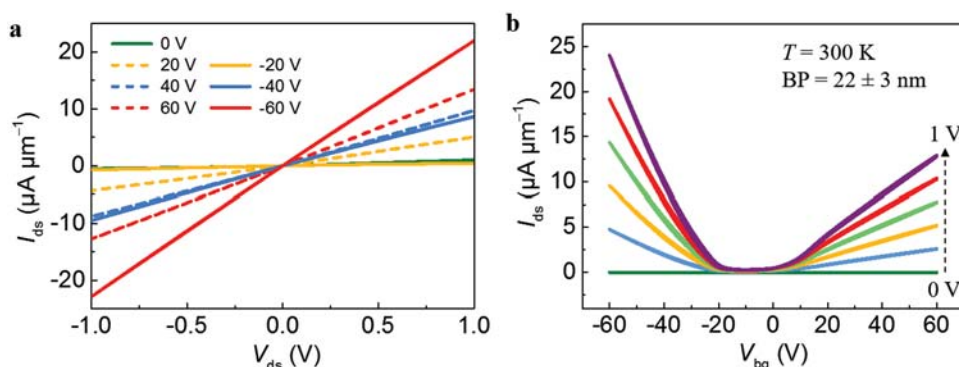 a
I_ds (μA μm⁻¹)
20
10
0
-10
-20
0 V
20 V -20 V
40 V -40 V
60 V -60 V
-1.0 -0.5 0.0 0.5 1.0
V_ds (V)
b
I_ds (μA μm⁻¹)
25
20
15
10
5
0
T = 300 K
BP = 22 ± 3 nm
1 V
0 V
-60 -40 -20 0 20 40 60
V_bg (V)